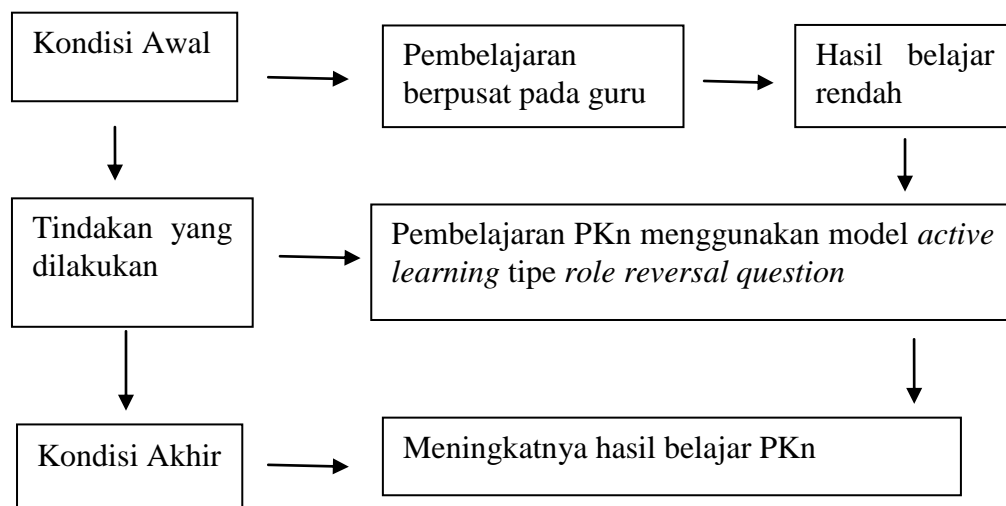 Kondisi Awal
Pembelajaran
berpusat pada guru
Hasil belajar
rendah
Tindakan yang
dilakukan
Pembelajaran PKn menggunakan model active
learning tipe role reversal question
Kondisi Akhir
Meningkatnya hasil belajar PKn